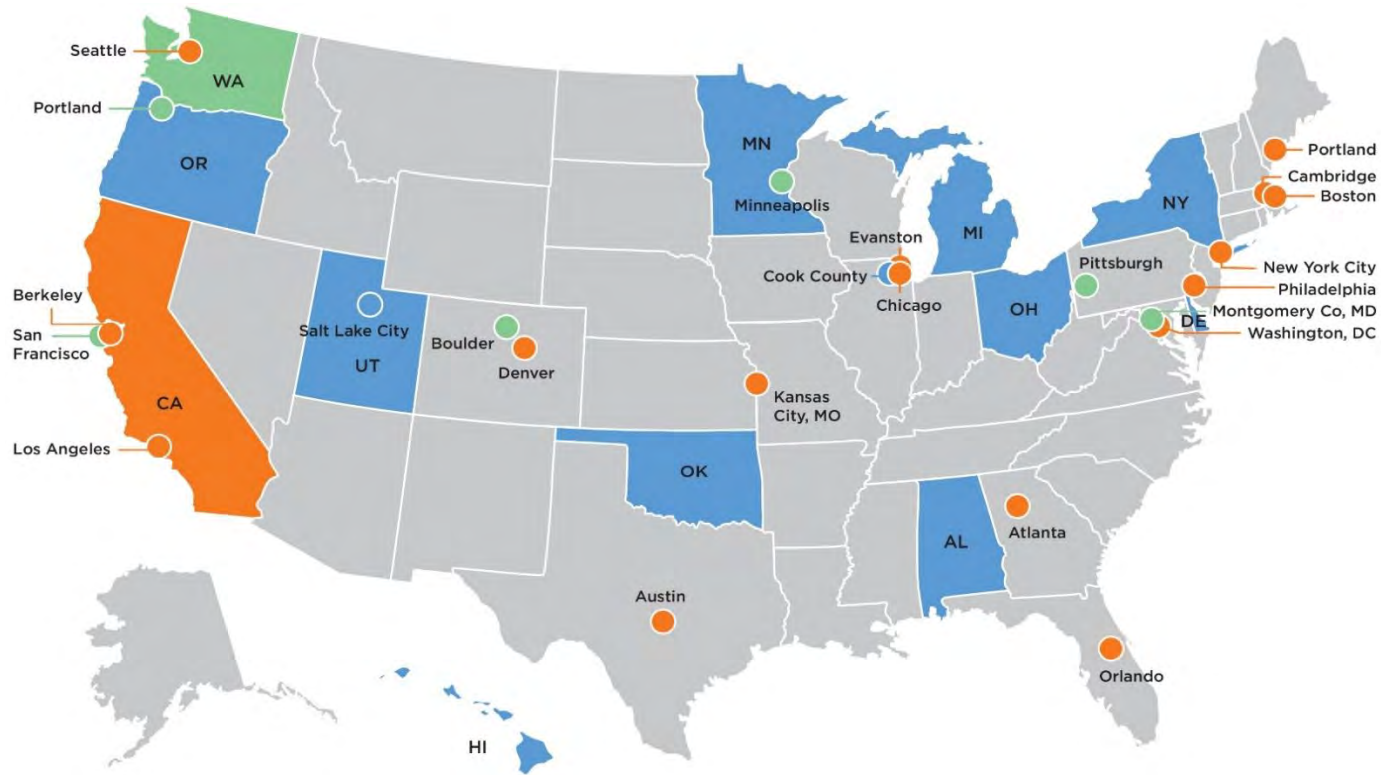 Seattle
WA
Portland
OR
MN
Minneapolis
MI
NY
Portland
Cambridge
Boston
Evanston
Cook County
Chicago
OH
Pittsburgh
New York City
Philadelphia
Montgomery Co, MD
DE
Washington, DC
Berkeley
San
Francisco
Salt Lake City
UT
Boulder
Denver
CA
Los Angeles
Kansas
City, MO
OK
AL
Atlanta
Austin
Orlando
HI